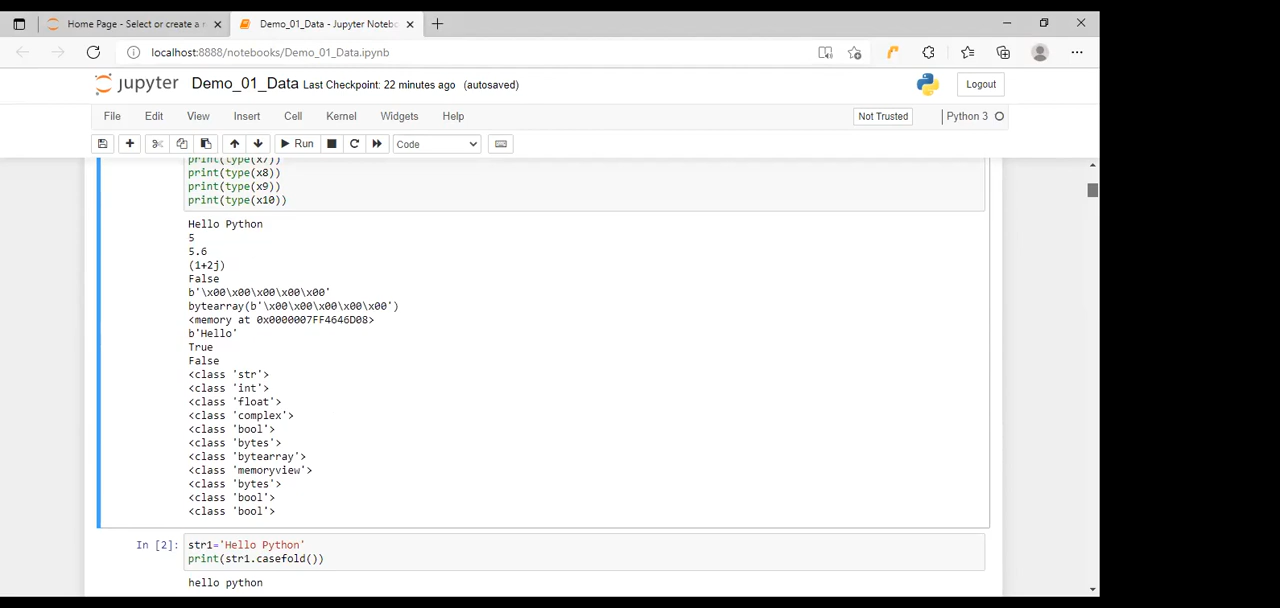 Home Page - Select or create a n
Demo_01_Data - Jupyter Noteb
localhost:8888/notebooks/Demo_01_Data.ipynb
jupyter Demo_01_Data Last Checkpoint: 22 minutes ago (autosaved) Logout
File Edit View Insert Cell Kernel Widgets Help Not Trusted Python 3
Run Code
print(type(x7))
print(type(x8))
print(type(x9))
print(type(x10))
Hello Python
5
5.6
(1+2j)
False
b'\x00\x00\x00\x00\x00'
bytearray(b'\x00\x00\x00\x00\x00')
<memory at 0x0000007FF4646D08>
b'Hello'
True
False
<class 'str'>
<class 'int'>
<class 'float'>
<class 'complex'>
<class 'bool'>
<class 'bytes'>
<class 'bytearray'>
<class 'memoryview'>
<class 'bytes'>
<class 'bool'>
<class 'bool'>
In [2]: str1='Hello Python'
print(str1.casefold())
hello python